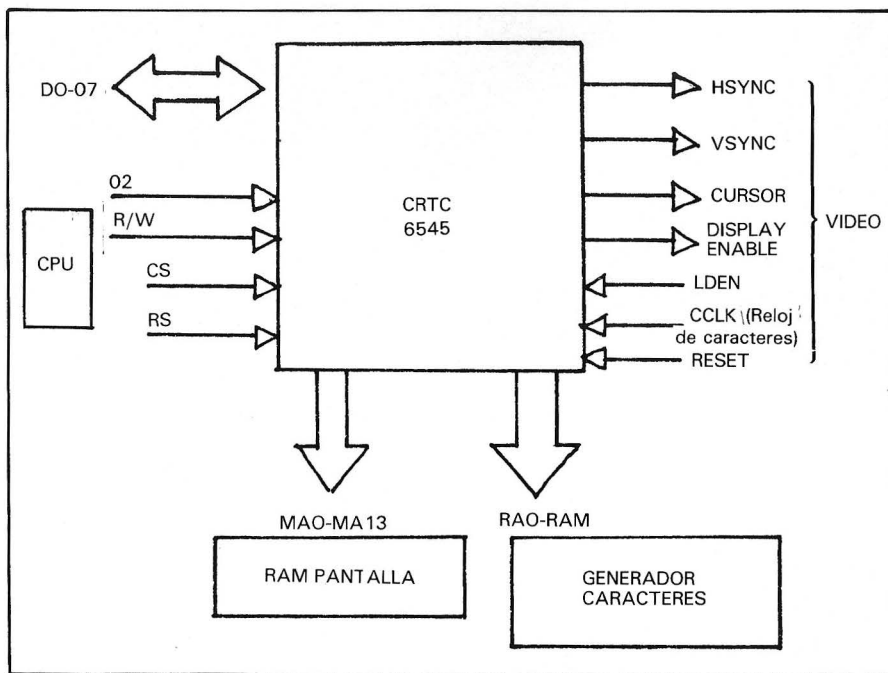 DO-07
02
R/W
CPU
CS
RS
CRTC
6545
HSYNC
VSYNC
CURSOR
DISPLAY
ENABLE
LDEN
CCLK (Reloj
de caracteres)
RESET
VIDEO
MAO-MA13
RAM PANTALLA
RAO-RAM
GENERADOR
CARACTERES